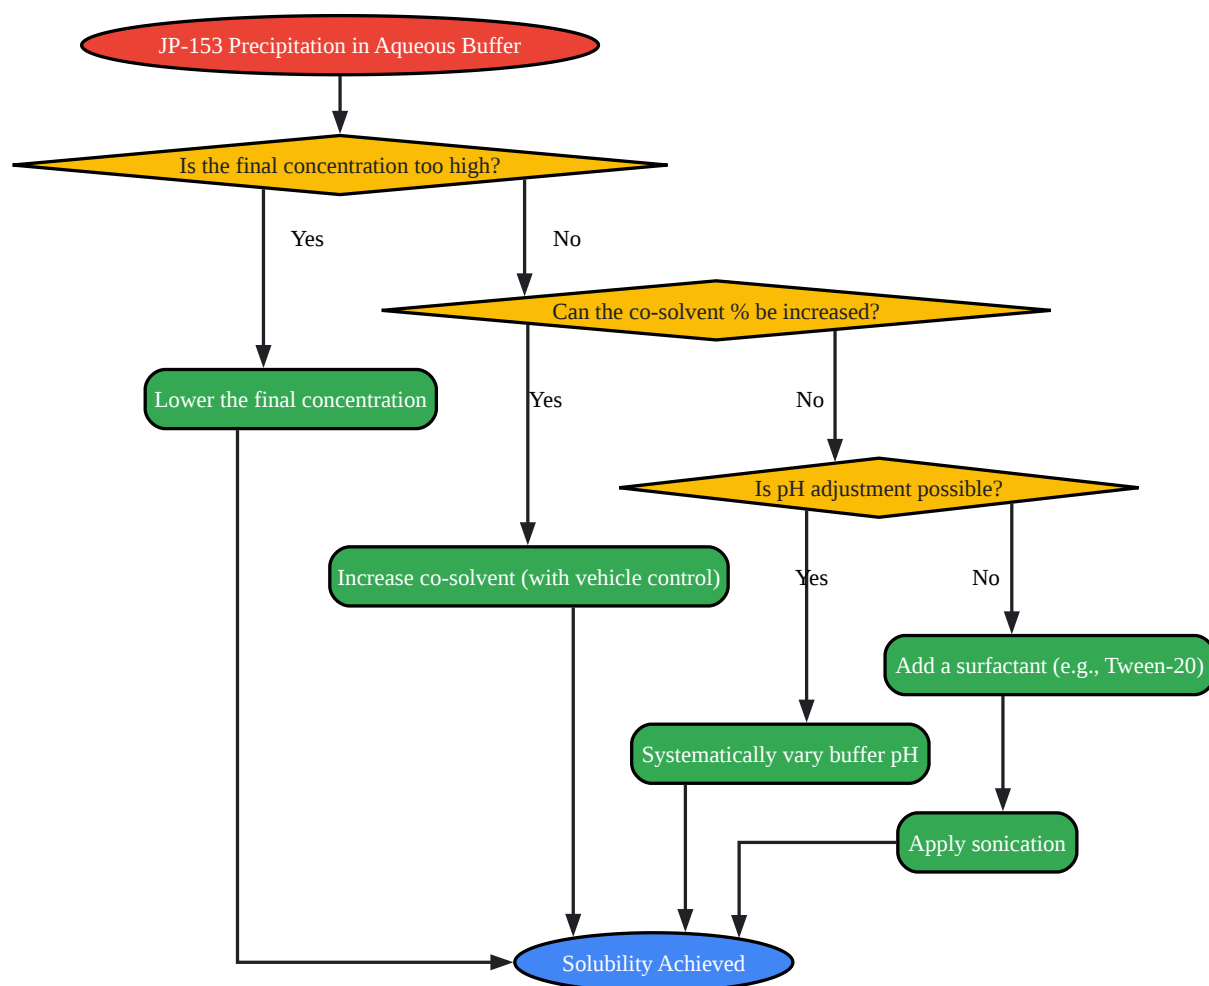 JP-153 Precipitation in Aqueous Buffer
Is the final concentration too high?
Yes
No
Can the co-solvent % be increased?
Lower the final concentration
Yes
No
Is pH adjustment possible?
Increase co-solvent (with vehicle control)
Yes
No
Add a surfactant (e.g., Tween-20)
Systematically vary buffer pH
Apply sonication
Solubility Achieved